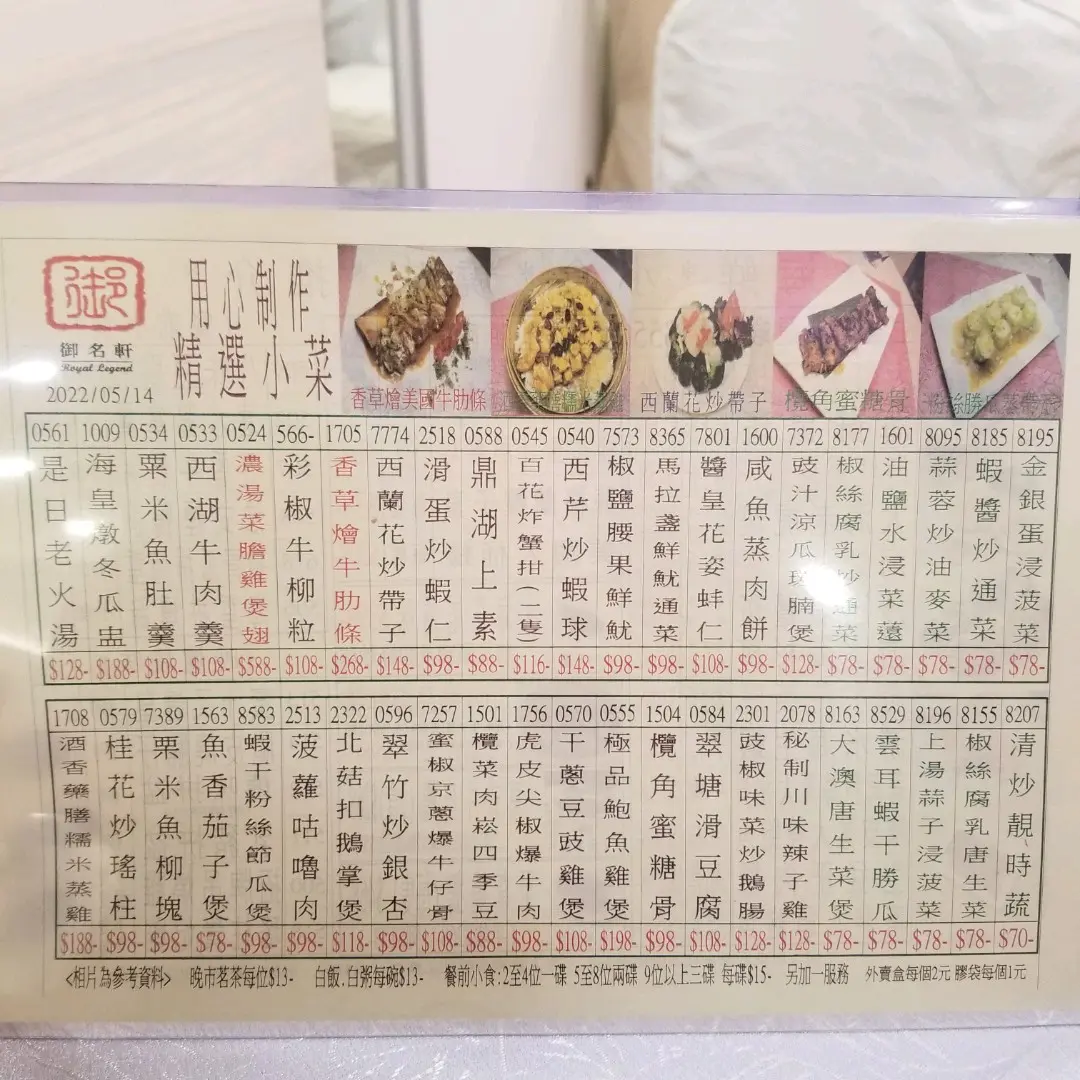 御
御名軒
Royal Legend
2022/05/14
用心制作
精選小菜
香草燴美國牛肋條
西蘭花炒帶子
欖角蜜糖骨
0561 是日老火湯 $128-
1009 海皇燉冬瓜盅 $188-
0534 粟米魚肚羹 $108-
0533 西湖牛肉羹 $108-
0524 濃湯菜膽雞煲翅 $588-
566- 彩椒牛柳粒 $108-
1705 香草燴牛肋條 $268-
7774 西蘭花炒帶子 $148-
2518 滑蛋炒蝦仁 $98-
0588 鼎湖上素 $88-
0545 百花炸蟹拑(二隻) $116-
0540 西芹炒蝦球 $148-
7573 椒鹽腰果鮮魷 $98-
8365 馬拉盞鮮魷通菜 $98-
7801 醬皇花姿蚌仁 $108-
1600 咸魚蒸肉餅 $98-
7372 豉汁涼瓜斑腩煲 $128-
8177 椒絲腐乳炒通菜 $78-
1601 油鹽水浸菜薳 $78-
8095 蒜蓉炒油麥菜 $78-
8185 蝦醬炒通菜 $78-
8195 金銀蛋浸菠菜 $78-
1708 酒香藥膳糯米蒸雞 $188-
0579 桂花炒瑤柱 $98-
7389 栗米魚柳塊 $98-
1563 魚香茄子煲 $78-
8583 蝦干粉絲節瓜煲 $98-
2513 菠蘿咕嚕肉 $98-
2322 北菇扣鵝掌煲 $118-
0596 翠竹炒銀杏 $98-
7257 蜜椒京蔥爆牛仔骨 $108-
1501 欖菜肉崧四季豆 $88-
1756 虎皮尖椒爆牛肉 $98-
0570 干蔥豆豉雞煲 $108-
0555 極品鮑魚雞煲 $198-
1504 欖角蜜糖骨 $98-
0584 翠塘滑豆腐 $108-
2301 豉椒味菜炒鵝腸 $128-
2078 秘制川味辣子雞 $128-
8163 大澳唐生菜煲 $78-
8529 雲耳蝦干勝瓜 $78-
8196 上湯蒜子浸菠菜 $78-
8155 椒絲腐乳唐生菜 $78-
8207 清炒靚、時蔬 $70-
<相片為參考資料> 晚市茗茶每位$13- 白飯.白粥每碗$13- 餐前小食:2至4位一碟 5至8位兩碟 9位以上三碟 每碟$15- 另加一服務 外賣盒每個2元 膠袋每個1元